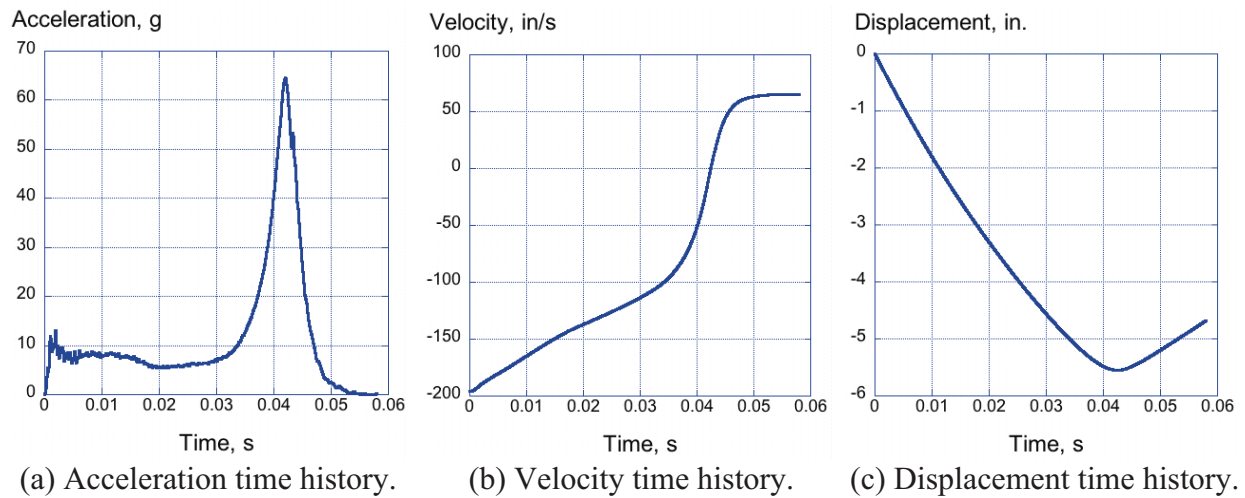 Acceleration, g
70
60
50
40
30
20
10
0
0 0.01 0.02 0.03 0.04 0.05 0.06
Time, s
(a) Acceleration time history.
Velocity, in/s
100
50
0
-50
-100
-150
-200
0 0.01 0.02 0.03 0.04 0.05 0.06
Time, s
(b) Velocity time history.
Displacement, in.
0
-1
-2
-3
-4
-5
-6
0 0.01 0.02 0.03 0.04 0.05 0.06
Time, s
(c) Displacement time history.